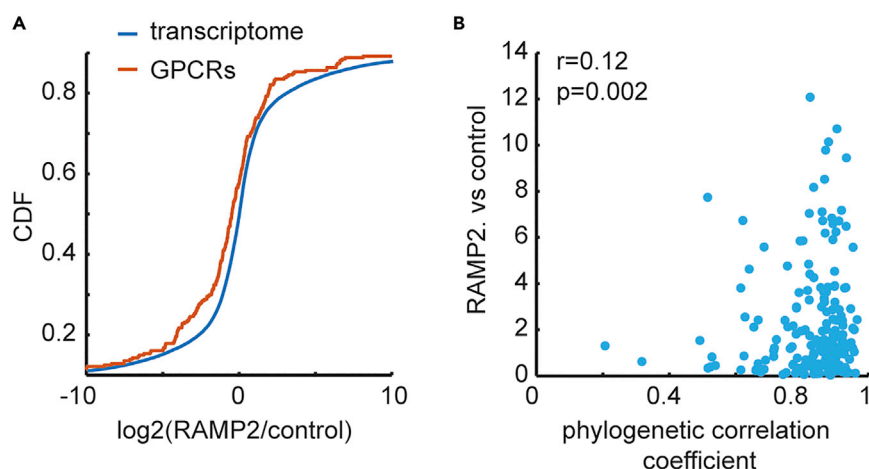 A
transcriptome
GPCRs
CDF
0.8
0.6
0.4
0.2
-10
0
10
log2(RAMP2/control)
B
r=0.12
p=0.002
RAMP2. vs control
14
12
10
8
6
4
2
0
0
0.4
0.8
1
phylogenetic correlation
coefficient